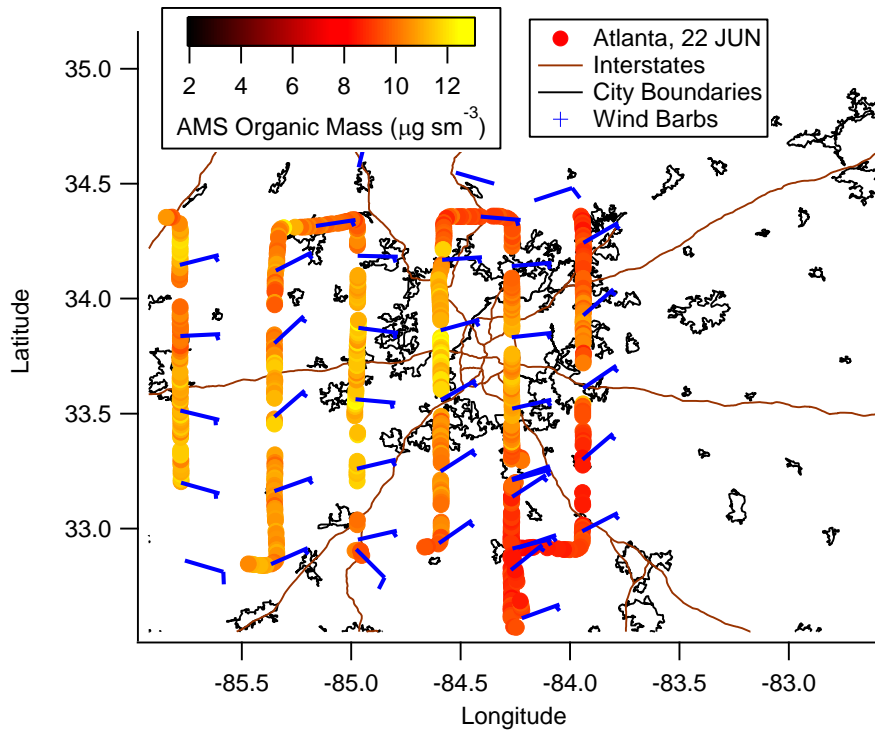 2 4 6 8 10 12
AMS Organic Mass (μg sm⁻³)
Atlanta, 22 JUN
Interstates
City Boundaries
Wind Barbs
35.0
34.5
34.0
33.5
33.0
Latitude
-85.5 -85.0 -84.5 -84.0 -83.5 -83.0
Longitude